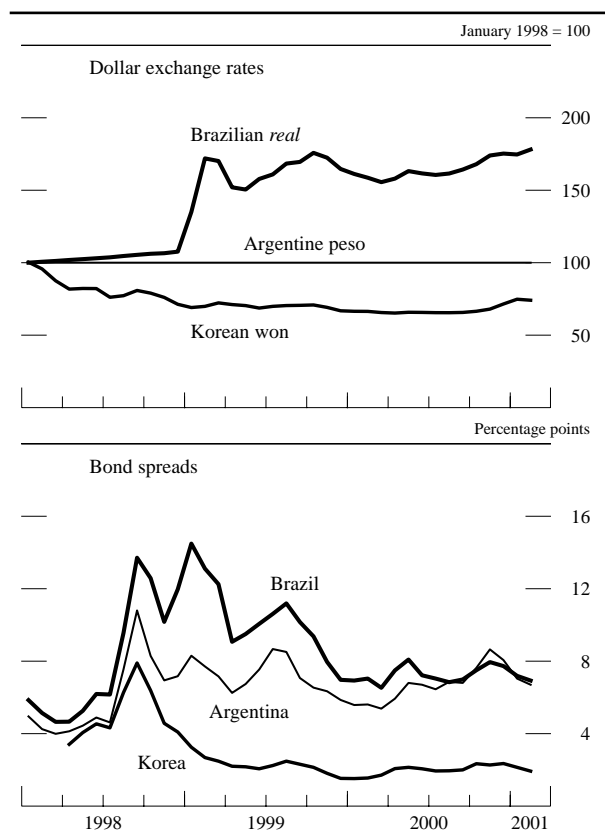 January 1998 = 100
Dollar exchange rates
200
Brazilian real
150
Argentine peso
100
Korean won
50
Percentage points
Bond spreads
16
12
Brazil
8
Argentina
4
Korea
1998 1999 2000 2001